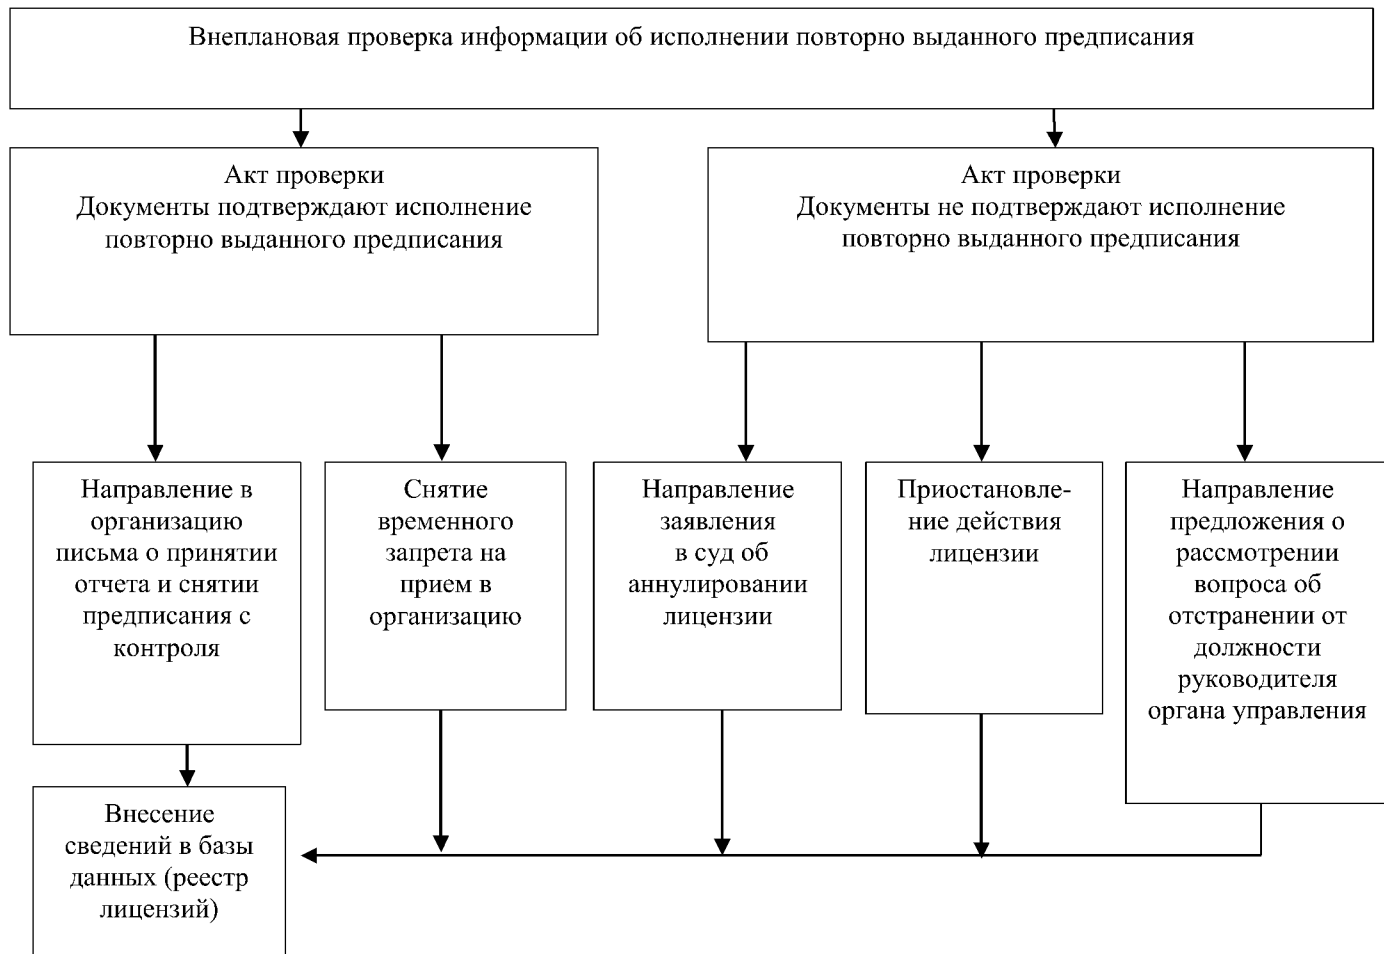 Внеплановая проверка информации об исполнении повторно выданного предписания
Акт проверки
Документы подтверждают исполнение
повторно выданного предписания
Акт проверки
Документы не подтверждают исполнение
повторно выданного предписания
Направление в
организацию
письма о принятии
отчета и снятии
предписания с
контроля
Снятие
временного
запрета на
прием в
организацию
Направление
заявления
в суд об
аннулировании
лицензии
Приостановле-
ние действия
лицензии
Направление
предложения о
рассмотрении
вопроса об
отстранении от
должности
руководителя
органа управления
Внесение
сведений в базы
данных (реестр
лицензий)